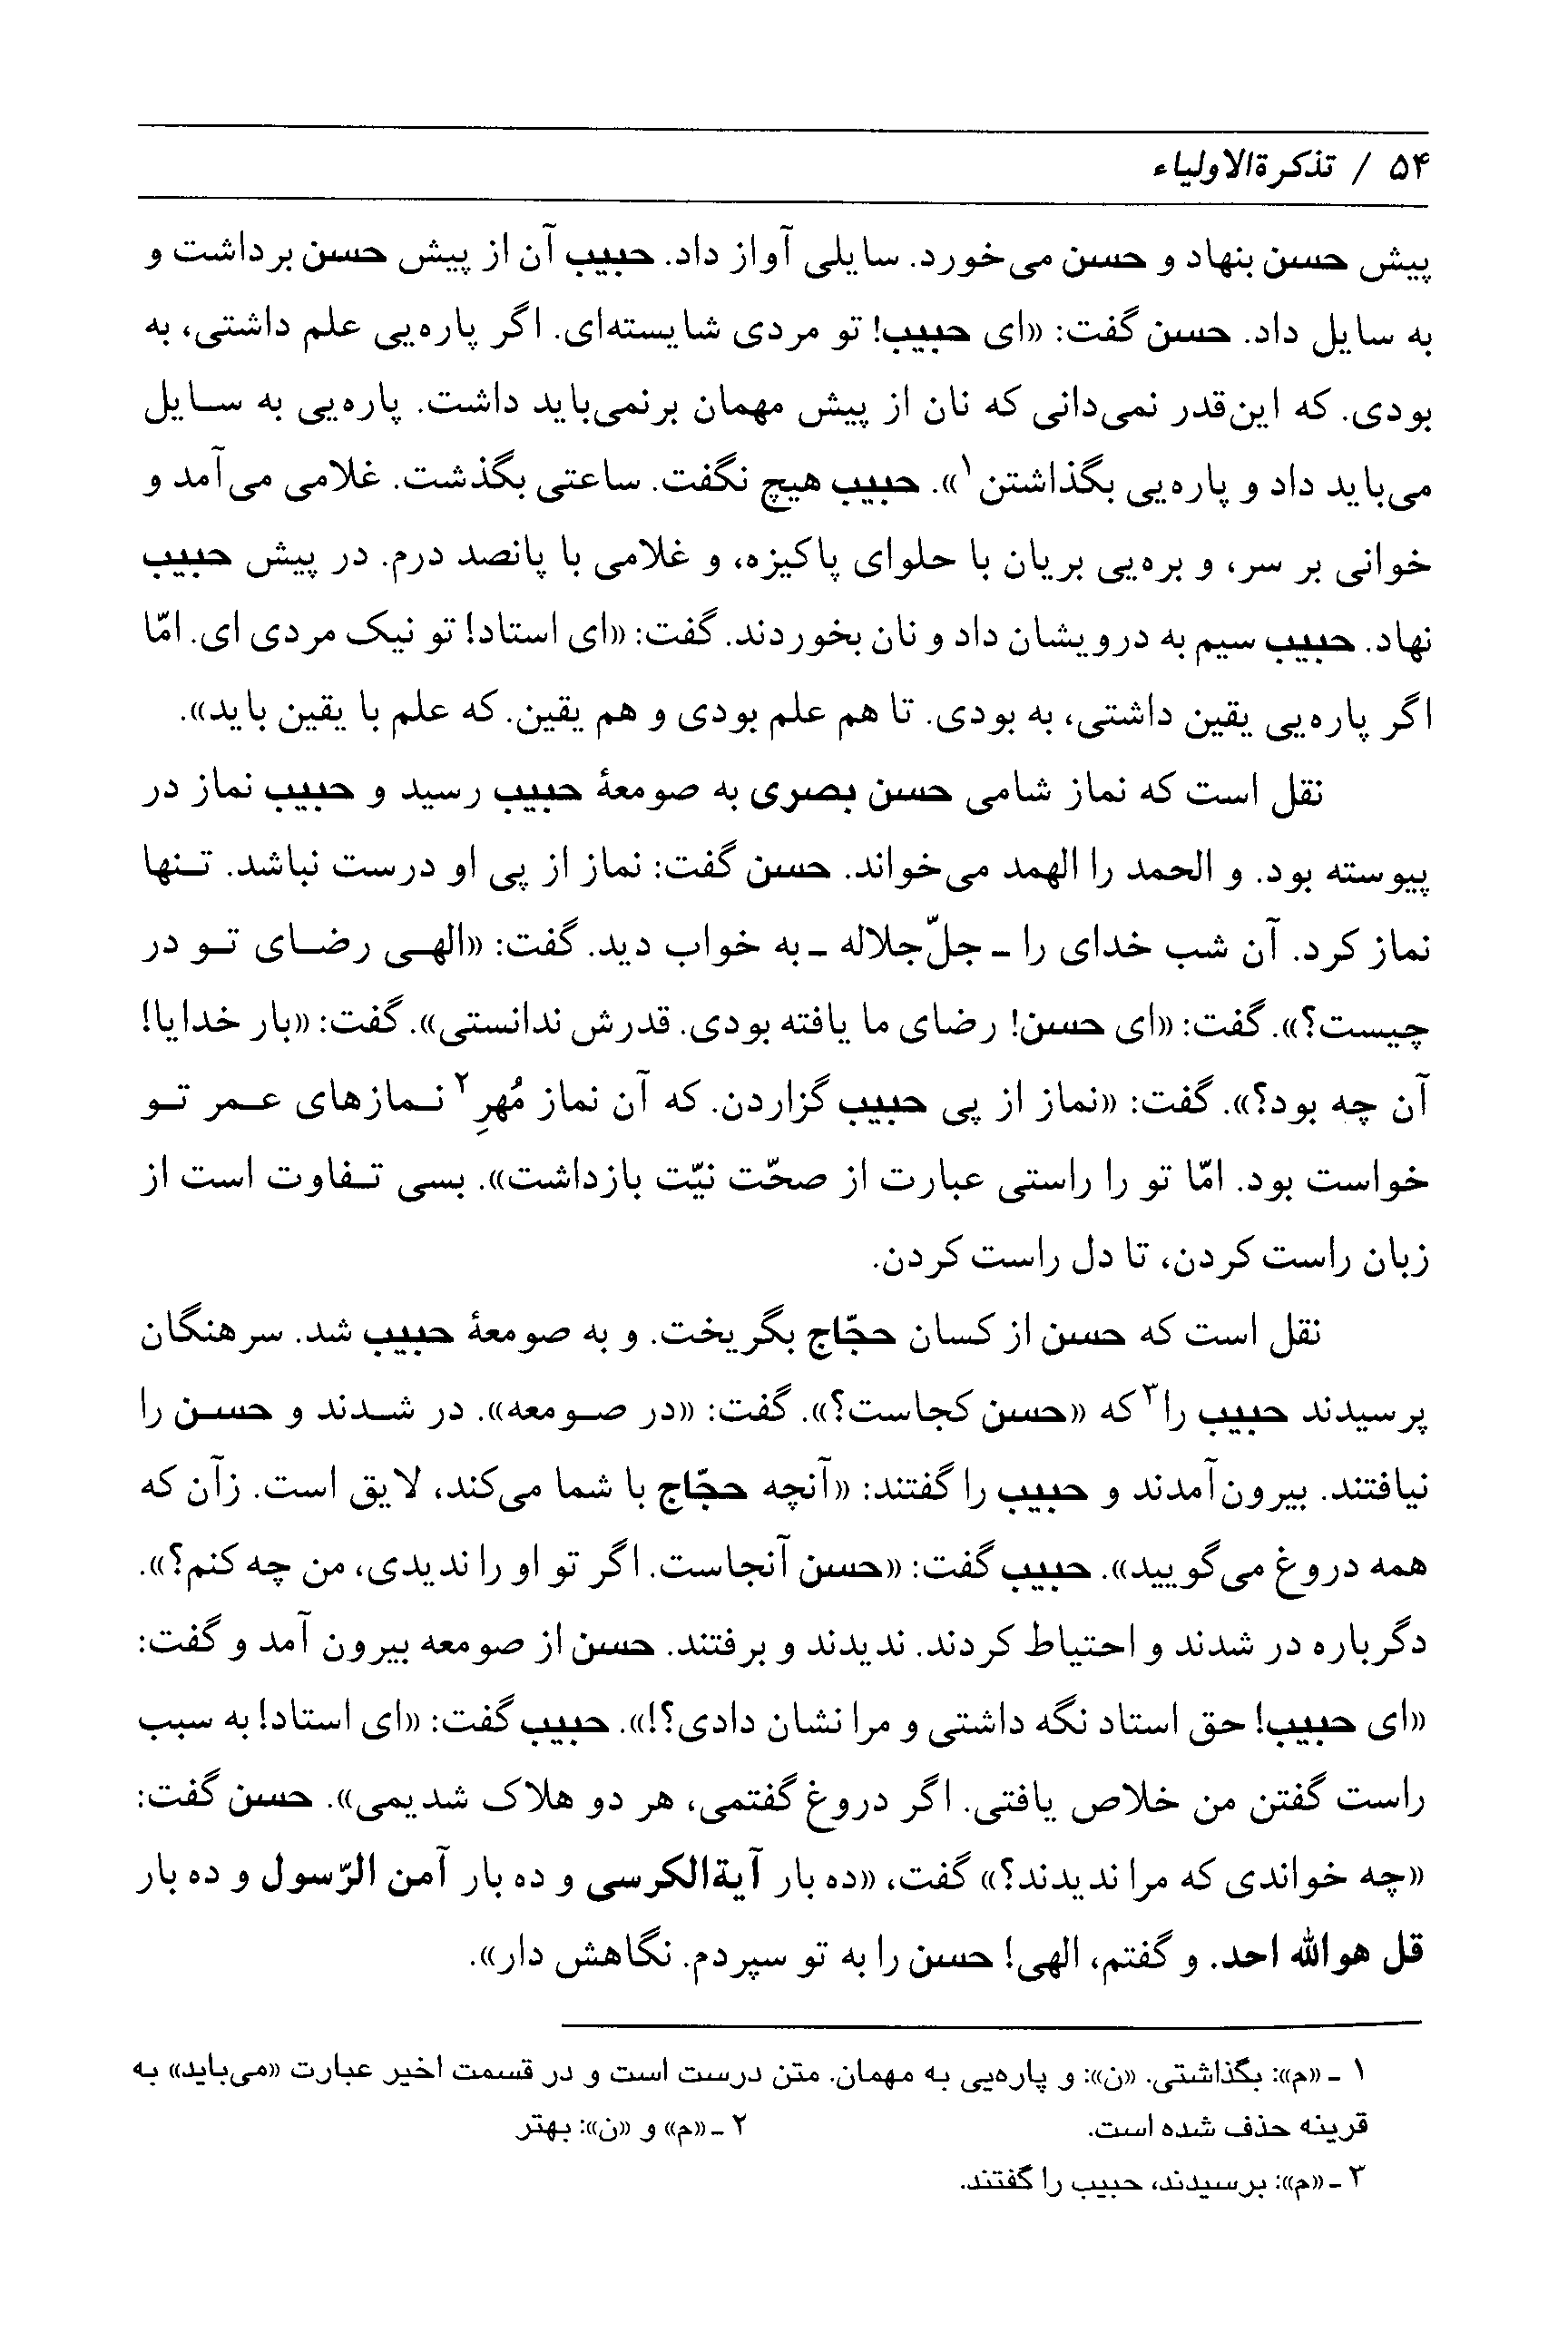 ۵۴ / تذکرةالاولیاء
پیش حسن بنهاد و حسن می‌خورد. سایلی آواز داد. حبیب آن از پیش حسن برداشت و
به سایل داد. حسن گفت: «ای حبیب! تو مردی شایسته‌ای. اگر پاره‌یی علم داشتی، به
بودی. که این‌قدر نمی‌دانی که نان از پیش مهمان برنمی‌باید داشت. پاره‌یی به سایل
می‌باید داد و پاره‌یی بگذاشتن۱». حبیب هیچ نگفت. ساعتی بگذشت. غلامی می‌آمد و
خوانی بر سر، و بره‌یی بریان با حلوای پاکیزه، و غلامی با پانصد درم. در پیش حبیب
نهاد. حبیب سیم به درویشان داد و نان بخوردند. گفت: «ای استاد! تو نیک مردی ای. امّا
اگر پاره‌یی یقین داشتی، به بودی. تا هم علم بودی و هم یقین. که علم با یقین باید».
نقل است که نماز شامی حسن بصری به صومعهٔ حبیب رسید و حبیب نماز در
پیوسته بود. و الحمد را الهمد می‌خواند. حسن گفت: نماز از پی او درست نباشد. تنها
نماز کرد. آن شب خدای را ـ جلّ‌جلاله ـ به خواب دید. گفت: «الهی رضای تو در
چیست؟». گفت: «ای حسن! رضای ما یافته بودی. قدرش ندانستی». گفت: «بار خدایا!
آن چه بود؟». گفت: «نماز از پی حبیب گزاردن. که آن نماز مُهرِ۲ نمازهای عمر تو
خواست بود. امّا تو را راستی عبارت از صحّت نیّت بازداشت». بسی تفاوت است از
زبان راست کردن، تا دل راست کردن.
نقل است که حسن از کسان حجّاج بگریخت. و به صومعهٔ حبیب شد. سرهنگان
پرسیدند حبیب را۳ که «حسن کجاست؟». گفت: «در صومعه». در شدند و حسن را
نیافتند. بیرون‌آمدند و حبیب را گفتند: «آنچه حجّاج با شما می‌کند، لایق است. زآن که
همه دروغ می‌گویید». حبیب گفت: «حسن آنجاست. اگر تو او را ندیدی، من چه کنم؟».
دگرباره در شدند و احتیاط کردند. ندیدند و برفتند. حسن از صومعه بیرون آمد و گفت:
«ای حبیب! حق استاد نگه داشتی و مرا نشان دادی؟!». حبیب گفت: «ای استاد! به سبب
راست گفتن من خلاص یافتی. اگر دروغ گفتمی، هر دو هلاک شدیمی». حسن گفت:
«چه خواندی که مرا ندیدند؟» گفت، «ده بار آیةالکرسی و ده بار آمن الرّسول و ده بار
قل هوالله احد. و گفتم، الهی! حسن را به تو سپردم. نگاهش دار».
۱ ـ «م»: بگذاشتی. «ن»: و پاره‌یی به مهمان. متن درست است و در قسمت اخیر عبارت «می‌باید» به
قرینه حذف شده است. ۲ ـ «م» و «ن»: بهتر
۳ ـ «م»: برسیدند، حبیب را گفتند.